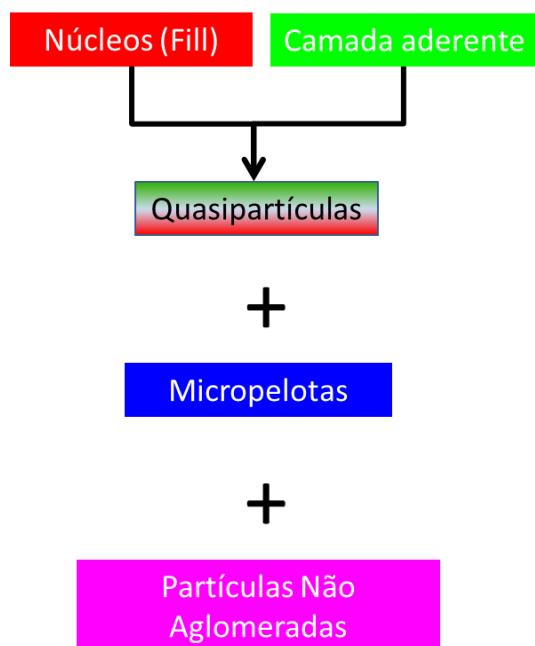 Núcleos (Fill)
Camada aderente
Quasipartículas
+
Micropelotas
+
Partículas Não
Aglomeradas